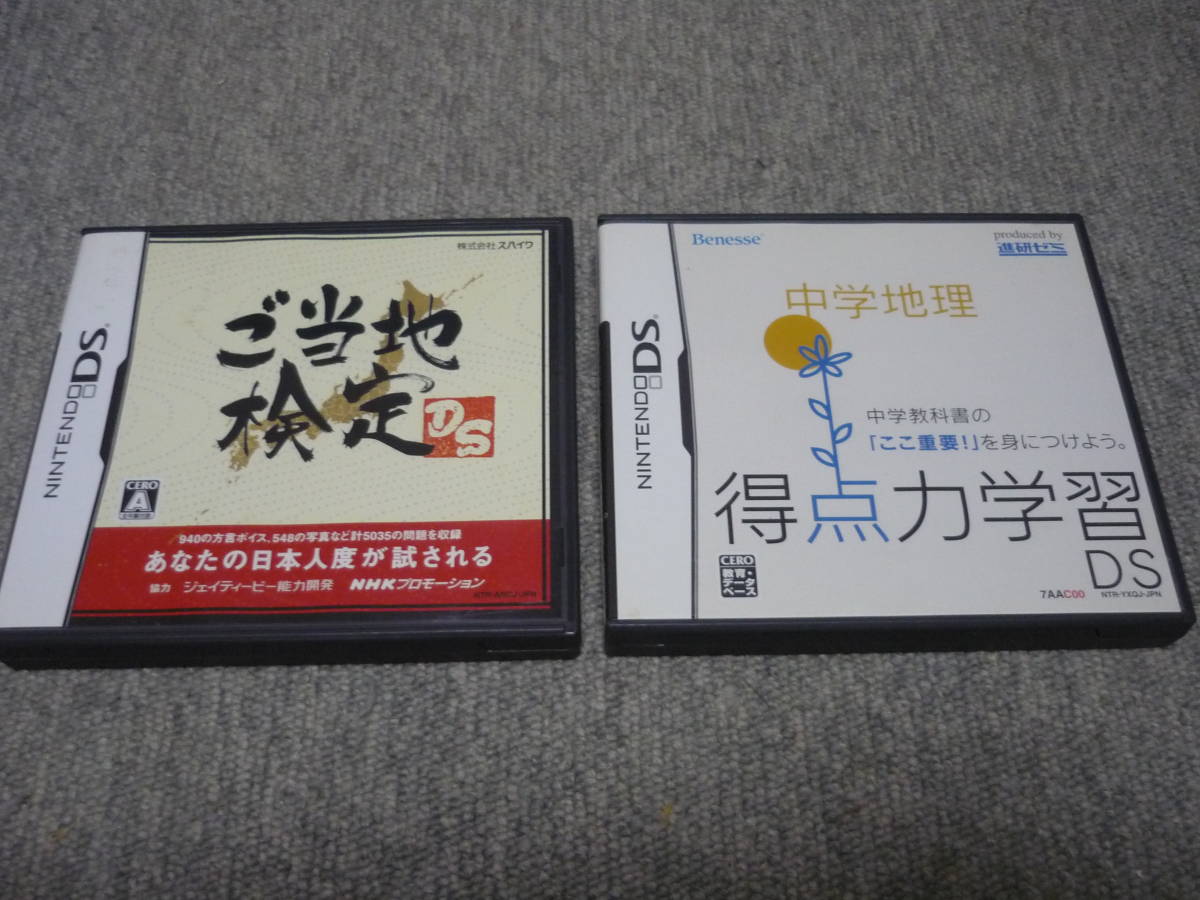 NINTENDO DS
株式会社 スバイク
ご当地
検定 DS
CERO
A
940の方言ボイス、548の写真など計5035の問題を収録
あなたの日本人度が試される
協力 ジェイティービー能力開発 NHKプロモーション
NINTENDO DS
Benesse
produced by
進研ゼミ
中学地理
中学教科書の
「ここ重要!」を身につけよう。
得点力学習
DS
CERO
教育・
データ
ベース
7AAC00 NTR-YXQJ-JPN